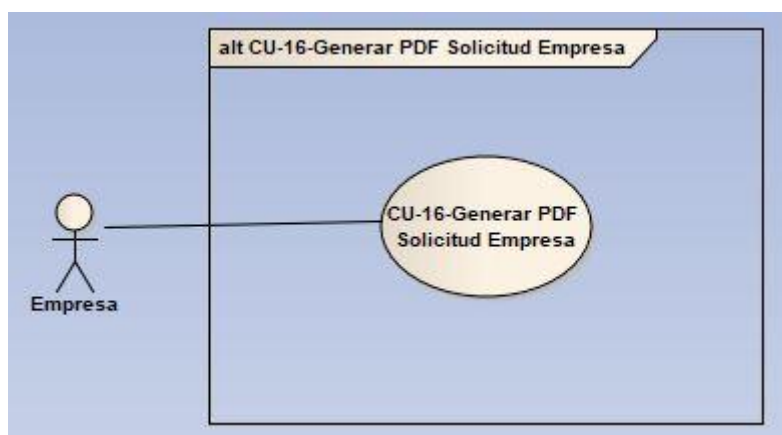 alt CU-16-Generar PDF Solicitud Empresa
CU-16-Generar PDF
Solicitud Empresa
Empresa